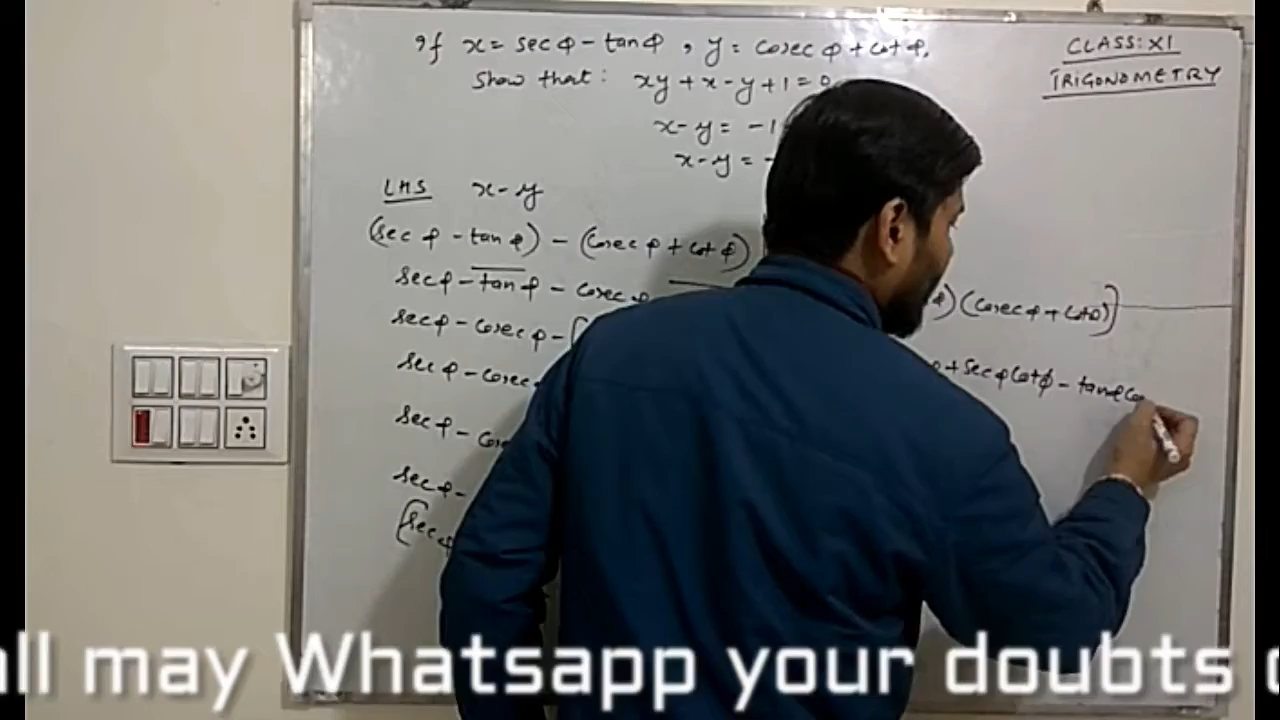 If x = sec φ - tan φ , y = cosec φ + cot φ.
Show that : xy + x - y + 1 = 0
x - y = -1
x - y = -
CLASS: XI
TRIGONOMETRY
LHS x - y
(sec φ - tan φ) - (cosec φ + cot φ)
sec φ - tan φ - cosec φ
sec φ - cosec φ - (
sec φ - cosec
sec φ - cos
sec φ -
(sec φ
) (cosec φ + cot φ)]
+ sec φ cot φ - tan φ co
all may Whatsapp your doubts